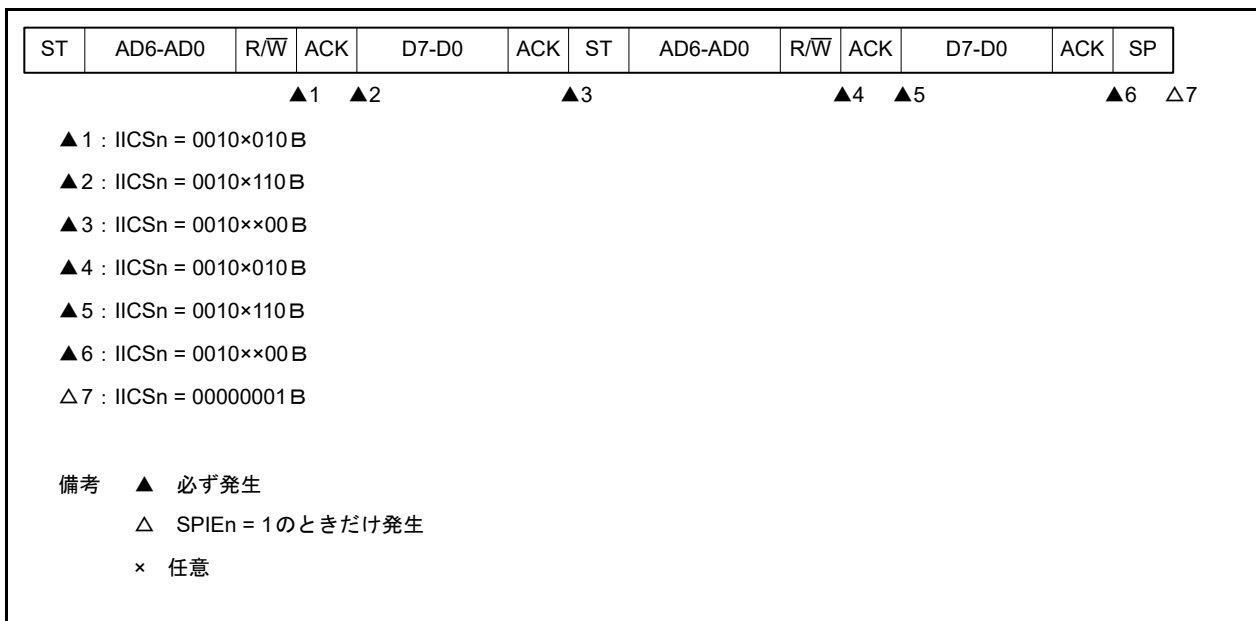 ST AD6-AD0 R/W̅ ACK D7-D0 ACK ST AD6-AD0 R/W̅ ACK D7-D0 ACK SP
▲1 ▲2 ▲3 ▲4 ▲5 ▲6 △7
▲1：IICSn = 0010×010B
▲2：IICSn = 0010×110B
▲3：IICSn = 0010××00B
▲4：IICSn = 0010×010B
▲5：IICSn = 0010×110B
▲6：IICSn = 0010××00B
△7：IICSn = 00000001B
備考 ▲ 必ず発生
△ SPIEn = 1のときだけ発生
× 任意